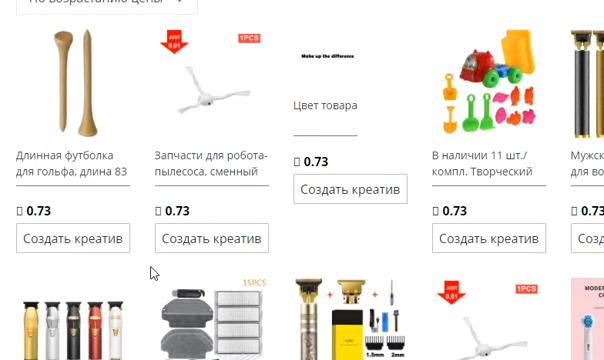 По возрастанию цены
JUST
0.01
1PCS
Make up the difference
Цвет товара
Длинная футболка
для гольфа, длина 83
Запчасти для робота-
пылесоса, сменный
В наличии 11 шт./
компл. Творческий
Мужск
для во
0.73
0.73
0.73
0.73
0.73
Создать креатив
Создать креатив
Создать креатив
Создать креатив
Созд
15PCS
1.5mm
2mm
JUST
0.01
1PCS
MODER